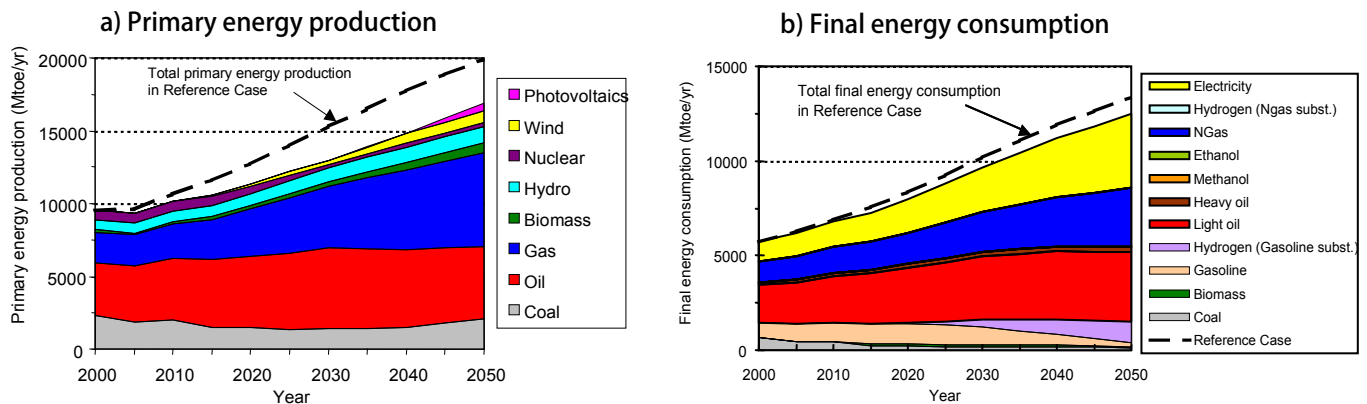 a) Primary energy production
Primary energy production (Mtoe/yr)
20000
15000
10000
5000
0
Total primary energy production
in Reference Case
2000 2010 2020 2030 2040 2050
Year
Photovoltaics
Wind
Nuclear
Hydro
Biomass
Gas
Oil
Coal
b) Final energy consumption
Final energy consumption (Mtoe/yr)
15000
10000
5000
0
Total final energy consumption
in Reference Case
2000 2010 2020 2030 2040 2050
Year
Electricity
Hydrogen (Ngas subst.)
NGas
Ethanol
Methanol
Heavy oil
Light oil
Hydrogen (Gasoline subst.)
Gasoline
Biomass
Coal
Reference Case